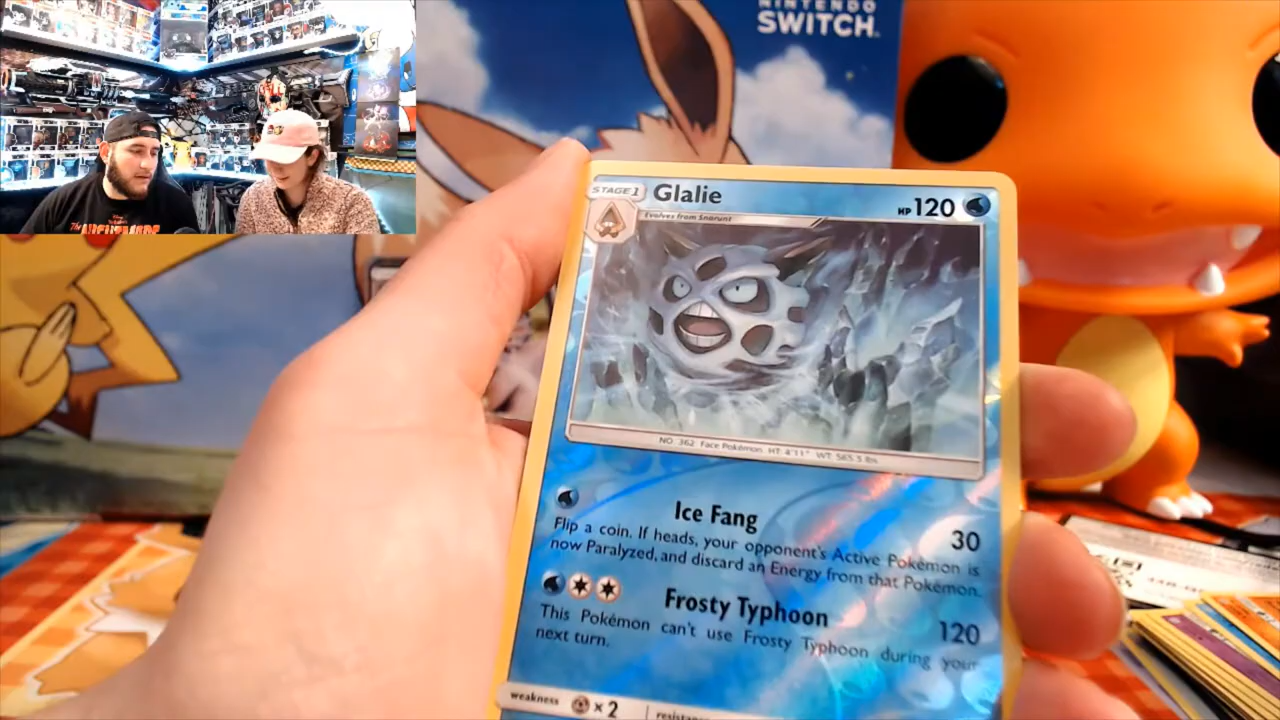 NINTENDO
SWITCH
STAGE 1
Glalie
HP 120
Evolves from Snorunt
NO. 362 Face Pokémon HT: 4'11" WT: 565.5 lbs
Ice Fang
30
Flip a coin. If heads, your opponent's Active Pokémon is
now Paralyzed, and discard an Energy from that Pokémon.
Frosty Typhoon
120
This Pokémon can't use Frosty Typhoon during your
next turn.
weakness
× 2